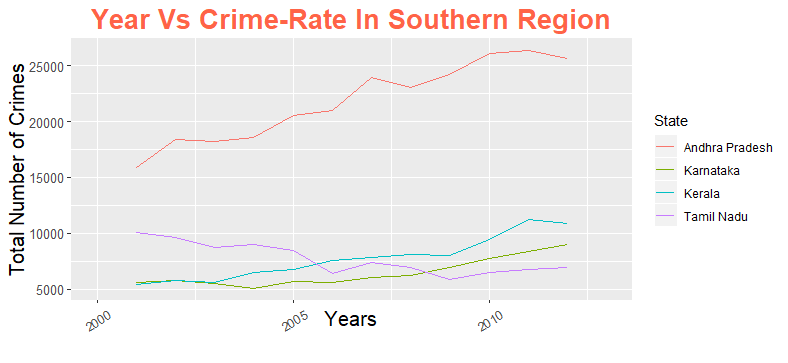 Year Vs Crime-Rate In Southern Region
Total Number of Crimes
25000
20000
15000
10000
5000
2000
2005
2010
Years
State
Andhra Pradesh
Karnataka
Kerala
Tamil Nadu